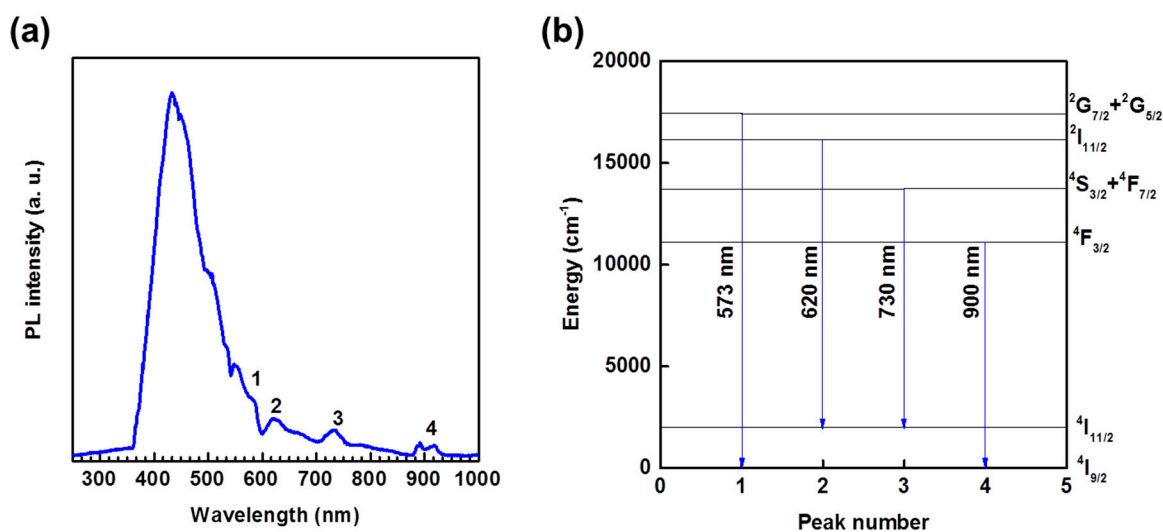 (a)
PL intensity (a. u.)
1
2
3
4
300 400 500 600 700 800 900 1000
Wavelength (nm)
(b)
Energy (cm⁻¹)
20000
15000
10000
5000
0
573 nm
620 nm
730 nm
900 nm
²G₇/₂+²G₅/₂
²I₁₁/₂
⁴S₃/₂+⁴F₇/₂
⁴F₃/₂
⁴I₁₁/₂
⁴I₉/₂
0 1 2 3 4 5
Peak number